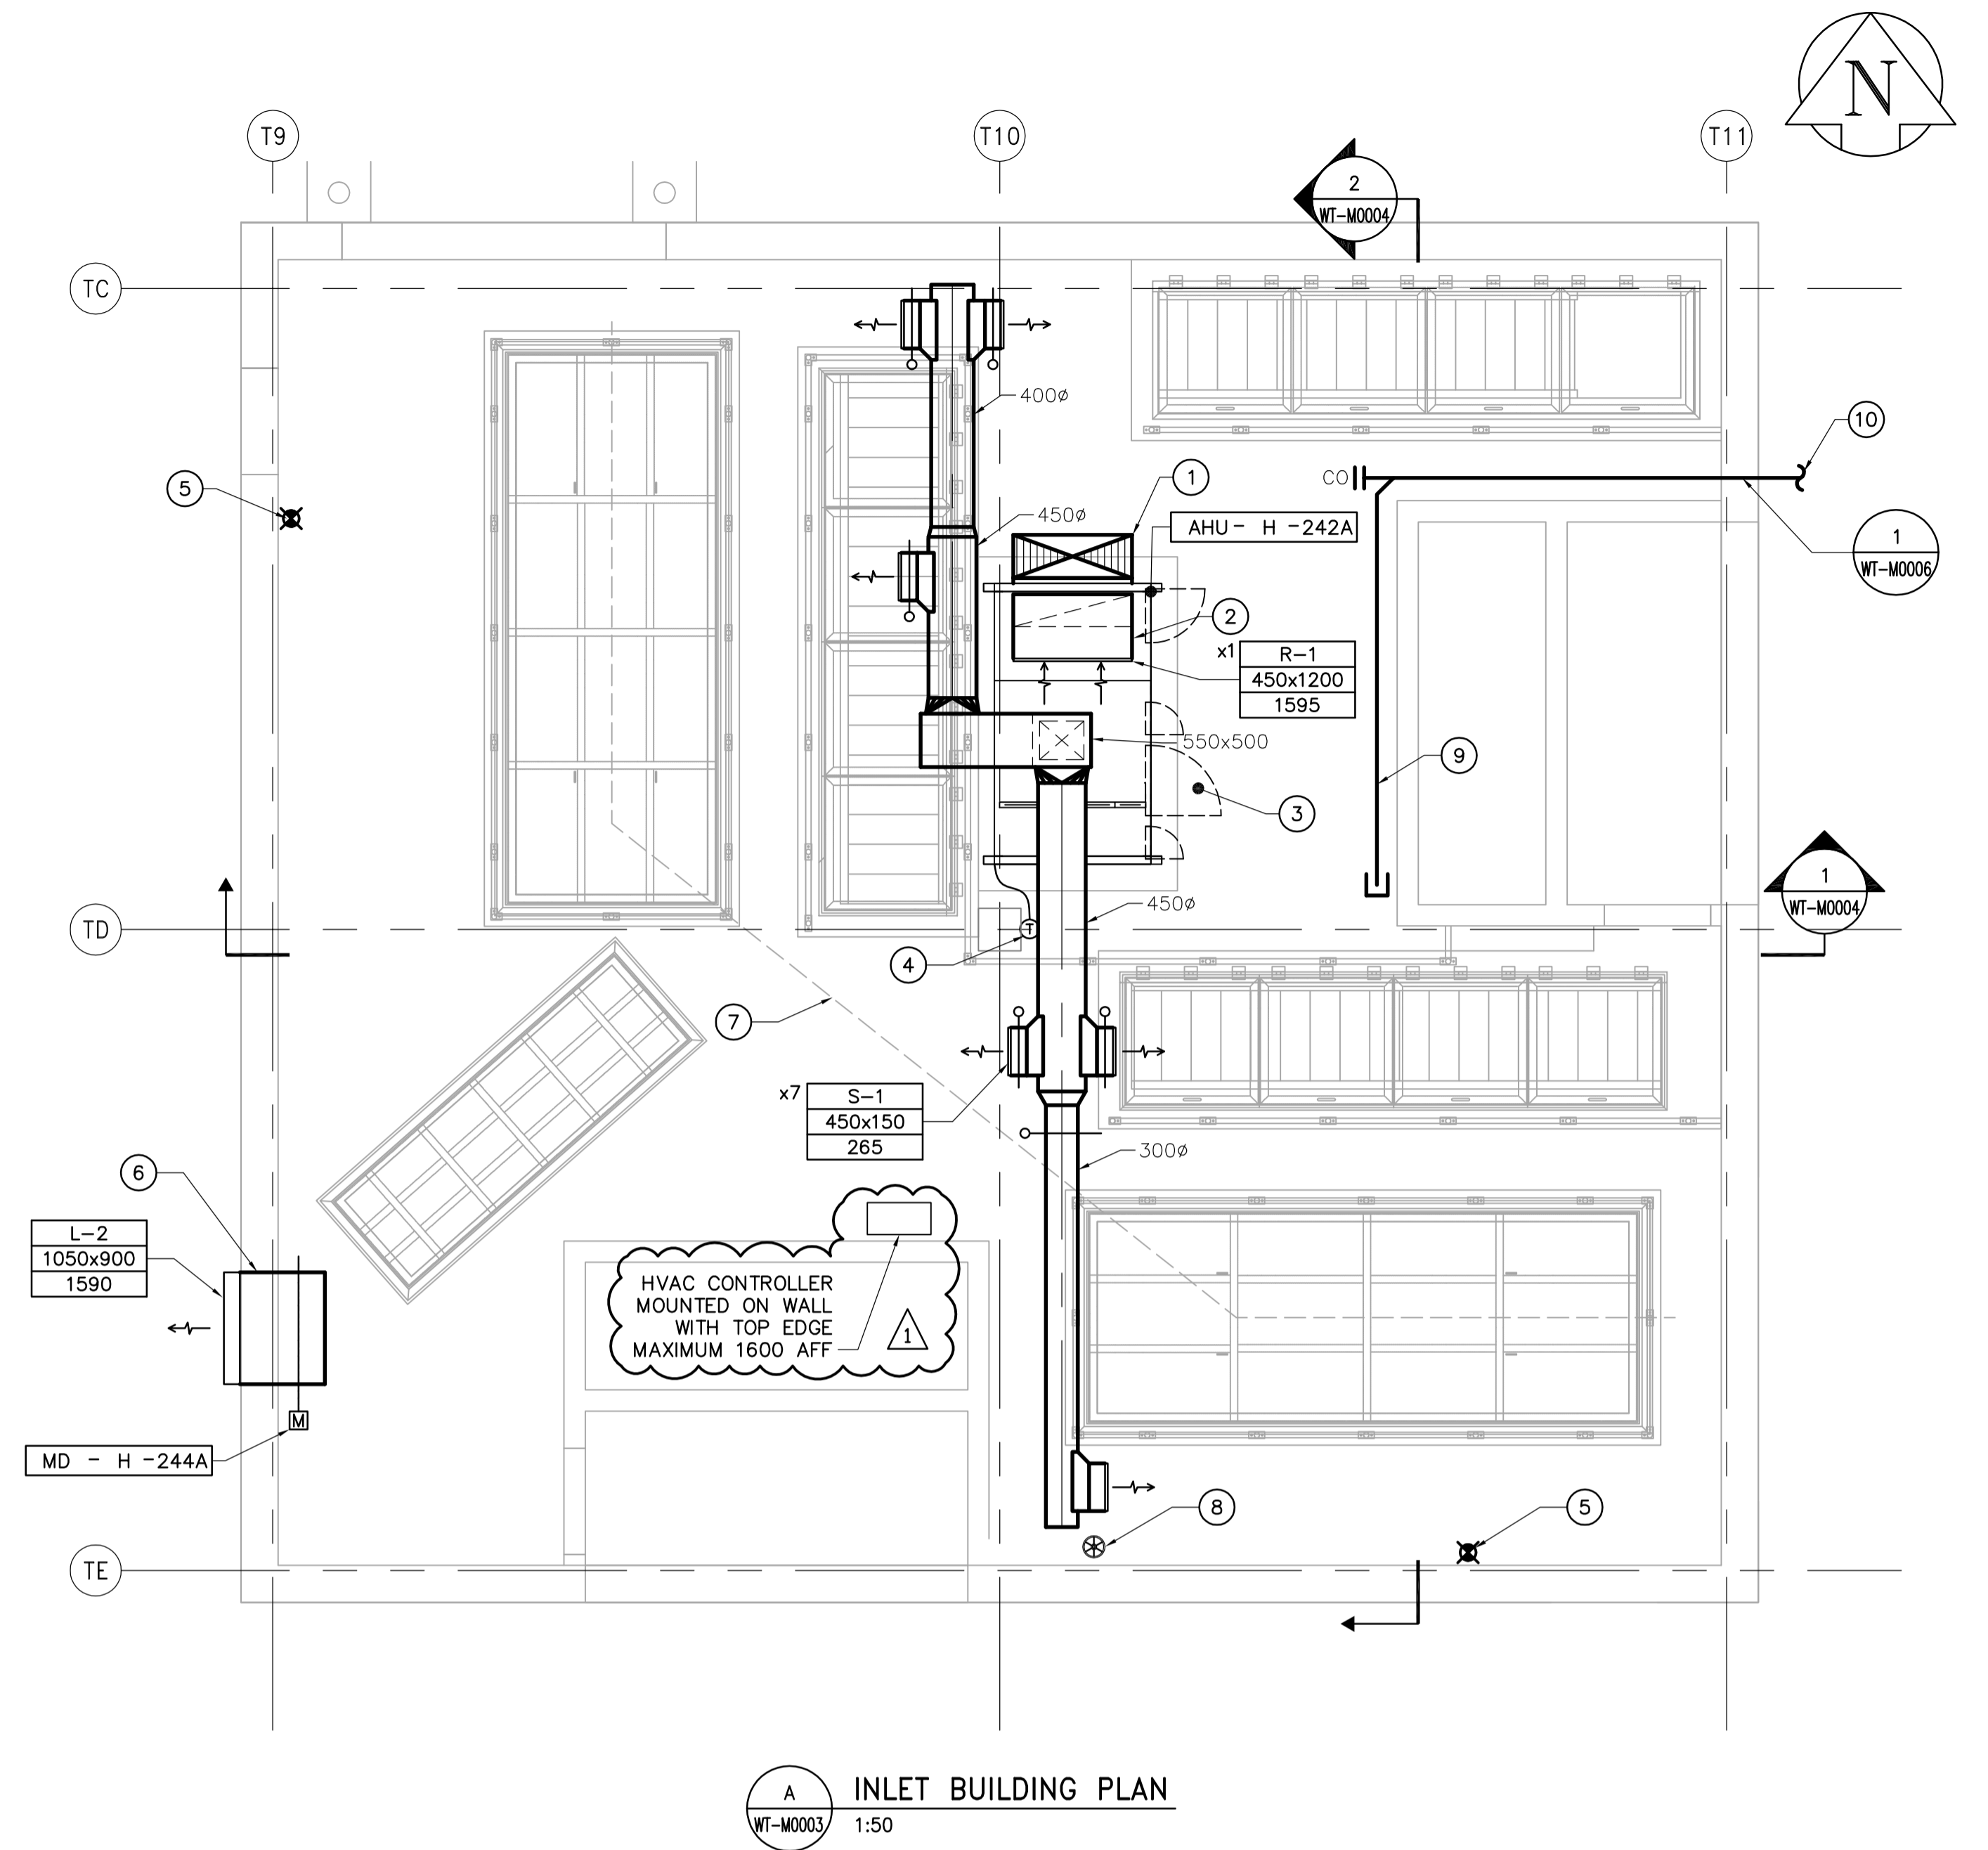 N
T9
T10
T11
2
WT-M0004
TC
400ø
10
CO
1
5
450ø
AHU - H -242A
1
WT-M0006
2
x1
R-1
450x1200
1595
550x500
9
3
1
WT-M0004
450ø
TD
T
4
7
x7
S-1
450x150
265
300ø
6
L-2
1050x900
1590
HVAC CONTROLLER
MOUNTED ON WALL
WITH TOP EDGE
MAXIMUM 1600 AFF
1
M
MD - H -244A
8
5
TE
A
WT-M0003
INLET BUILDING PLAN
1:50